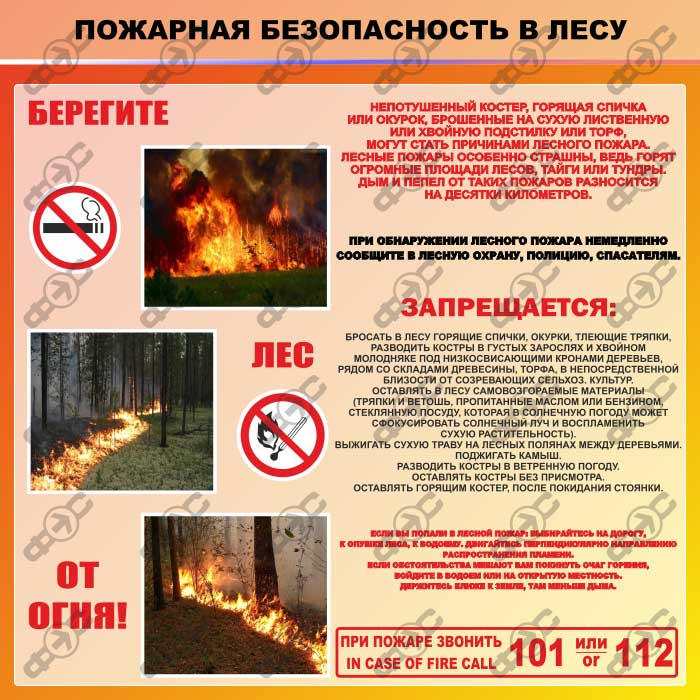 ПОЖАРНАЯ БЕЗОПАСНОСТЬ В ЛЕСУ
БЕРЕГИТЕ
ЛЕС
ОТ
ОГНЯ!
НЕПОТУШЕННЫЙ КОСТЕР, ГОРЯЩАЯ СПИЧКА
ИЛИ ОКУРОК, БРОШЕННЫЕ НА СУХУЮ ЛИСТВЕННУЮ
ИЛИ ХВОЙНУЮ ПОДСТИЛКУ ИЛИ ТОРФ,
МОГУТ СТАТЬ ПРИЧИНАМИ ЛЕСНОГО ПОЖАРА.
ЛЕСНЫЕ ПОЖАРЫ ОСОБЕННО СТРАШНЫ, ВЕДЬ ГОРЯТ
ОГРОМНЫЕ ПЛОЩАДИ ЛЕСОВ, ТАЙГИ ИЛИ ТУНДРЫ.
ДЫМ И ПЕПЕЛ ОТ ТАКИХ ПОЖАРОВ РАЗНОСИТСЯ
НА ДЕСЯТКИ КИЛОМЕТРОВ.
ПРИ ОБНАРУЖЕНИИ ЛЕСНОГО ПОЖАРА НЕМЕДЛЕННО
СООБЩИТЕ В ЛЕСНУЮ ОХРАНУ, ПОЛИЦИЮ, СПАСАТЕЛЯМ.
ЗАПРЕЩАЕТСЯ:
БРОСАТЬ В ЛЕСУ ГОРЯЩИЕ СПИЧКИ, ОКУРКИ, ТЛЕЮЩИЕ ТРЯПКИ,
РАЗВОДИТЬ КОСТРЫ В ГУСТЫХ ЗАРОСЛЯХ И ХВОЙНОМ
МОЛОДНЯКЕ ПОД НИЗКОСВИСАЮЩИМИ КРОНАМИ ДЕРЕВЬЕВ,
РЯДОМ СО СКЛАДАМИ ДРЕВЕСИНЫ, ТОРФА, В НЕПОСРЕДСТВЕННОЙ
БЛИЗОСТИ ОТ СОЗРЕВАЮЩИХ СЕЛЬХОЗ. КУЛЬТУР.
ОСТАВЛЯТЬ В ЛЕСУ САМОВОЗГОРАЕМЫЕ МАТЕРИАЛЫ
(ТРЯПКИ И ВЕТОШЬ, ПРОПИТАННЫЕ МАСЛОМ ИЛИ БЕНЗИНОМ,
СТЕКЛЯННУЮ ПОСУДУ, КОТОРАЯ В СОЛНЕЧНУЮ ПОГОДУ МОЖЕТ
СФОКУСИРОВАТЬ СОЛНЕЧНЫЙ ЛУЧ И ВОСПЛАМЕНИТЬ
СУХУЮ РАСТИТЕЛЬНОСТЬ).
ВЫЖИГАТЬ СУХУЮ ТРАВУ НА ЛЕСНЫХ ПОЛЯНАХ МЕЖДУ ДЕРЕВЬЯМИ.
ПОДЖИГАТЬ КАМЫШ.
РАЗВОДИТЬ КОСТРЫ В ВЕТРЕННУЮ ПОГОДУ.
ОСТАВЛЯТЬ КОСТРЫ БЕЗ ПРИСМОТРА.
ОСТАВЛЯТЬ ГОРЯЩИМ КОСТЕР, ПОСЛЕ ПОКИДАНИЯ СТОЯНКИ.
ЕСЛИ ВЫ ПОПАЛИ В ЛЕСНОЙ ПОЖАР: ВЫБИРАЙТЕСЬ НА ДОРОГУ,
К ОПУШКЕ ЛЕСА, К ВОДОЕМУ. ДВИГАЙТЕСЬ ПЕРПЕНДИКУЛЯРНО НАПРАВЛЕНИЮ
РАСПРОСТРАНЕНИЯ ПЛАМЕНИ.
ЕСЛИ ОБСТОЯТЕЛЬСТВА МЕШАЮТ ВАМ ПОКИНУТЬ ОЧАГ ГОРЕНИЯ,
ВОЙДИТЕ В ВОДОЕМ ИЛИ НА ОТКРЫТУЮ МЕСТНОСТЬ.
ДЕРЖИТЕСЬ БЛИЖЕ К ЗЕМЛЕ, ТАМ МЕНЬШЕ ДЫМА.
ПРИ ПОЖАРЕ ЗВОНИТЬ 101 ИЛИ 112
IN CASE OF FIRE CALL or